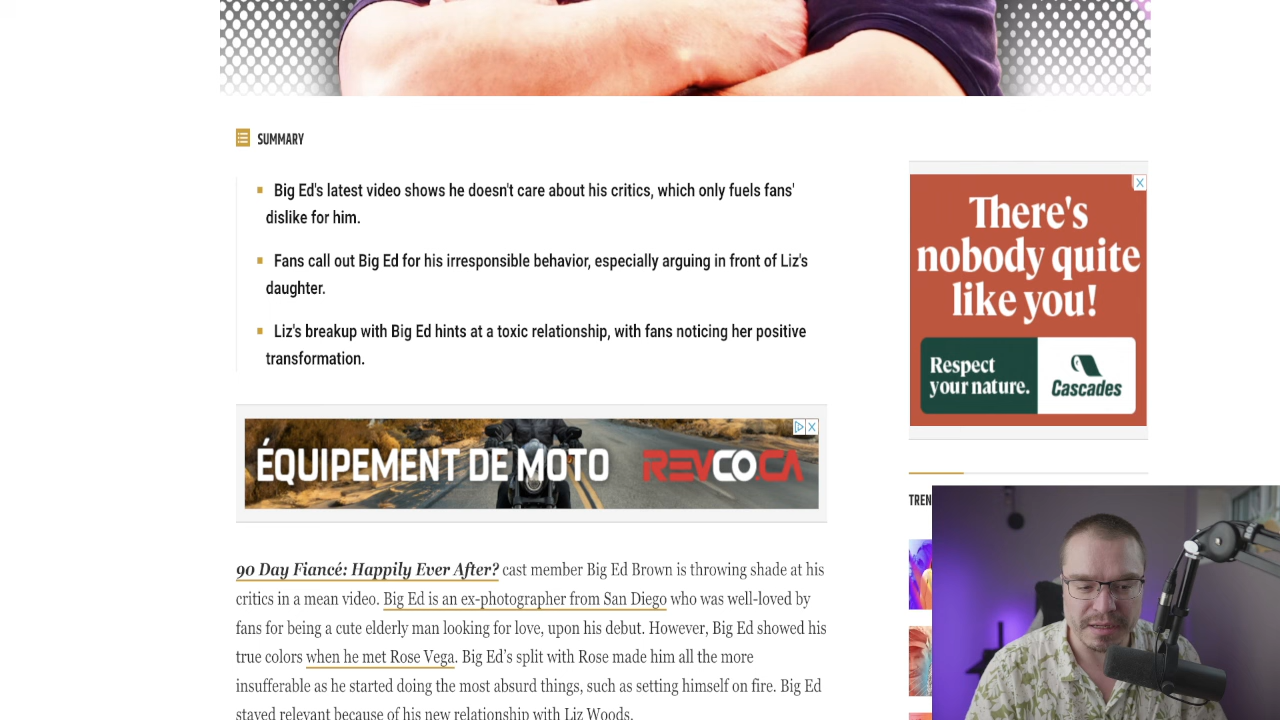 SUMMARY
Big Ed's latest video shows he doesn't care about his critics, which only fuels fans'
dislike for him.
Fans call out Big Ed for his irresponsible behavior, especially arguing in front of Liz's
daughter.
Liz's breakup with Big Ed hints at a toxic relationship, with fans noticing her positive
transformation.
ÉQUIPEMENT DE MOTO REVCO.CA
90 Day Fiancé: Happily Ever After? cast member Big Ed Brown is throwing shade at his
critics in a mean video. Big Ed is an ex-photographer from San Diego who was well-loved by
fans for being a cute elderly man looking for love, upon his debut. However, Big Ed showed his
true colors when he met Rose Vega. Big Ed’s split with Rose made him all the more
insufferable as he started doing the most absurd things, such as setting himself on fire. Big Ed
stayed relevant because of his new relationship with Liz Woods.
There's
nobody quite
like you!
Respect
your nature.
Cascades
TREN